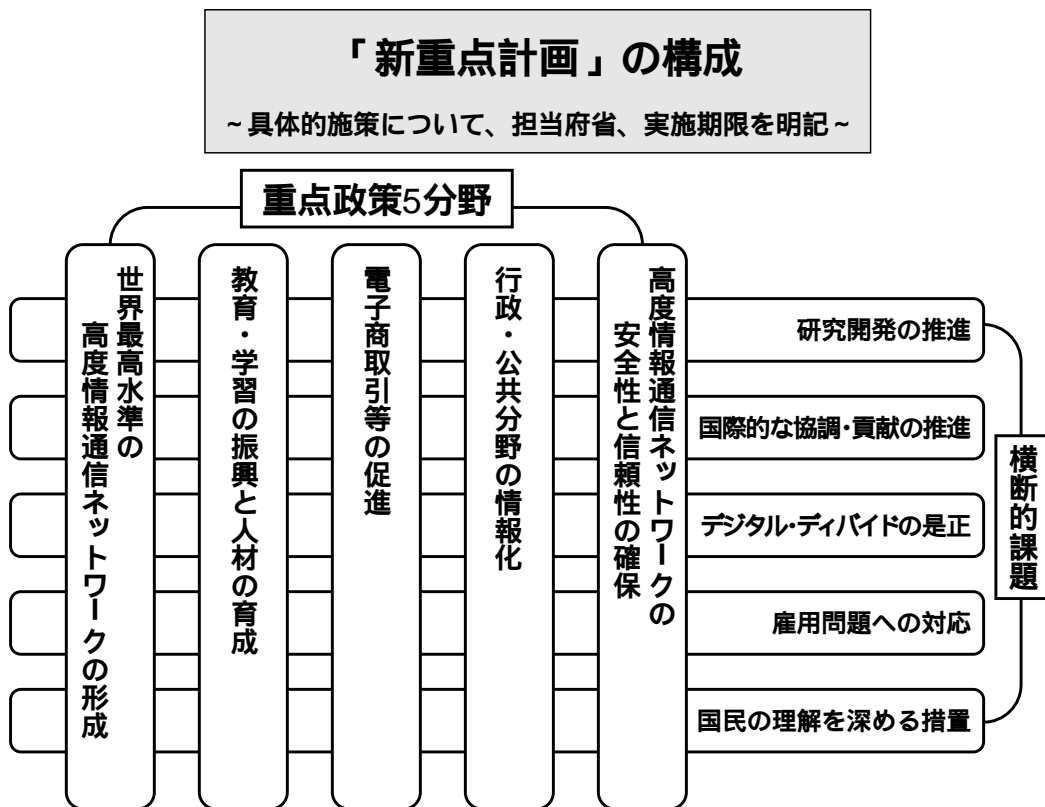 「新重点計画」の構成
~具体的施策について、担当府省、実施期限を明記~
重点政策5分野
世界最高水準の
高度情報通信ネットワークの形成
教育・学習の振興と人材の育成
電子商取引等の促進
行政・公共分野の情報化
高度情報通信ネットワークの
安全性と信頼性の確保
研究開発の推進
国際的な協調・貢献の推進
デジタル・ディバイドの是正
雇用問題への対応
国民の理解を深める措置
横断的課題